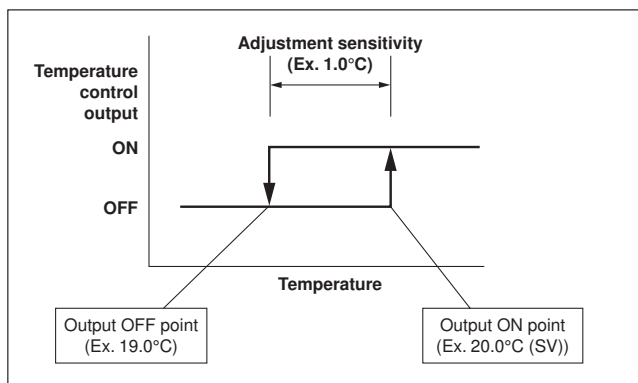 Adjustment sensitivity
(Ex. 1.0°C)
Temperature
control
output
ON
OFF
Temperature
Output OFF point
(Ex. 19.0°C)
Output ON point
(Ex. 20.0°C (SV))